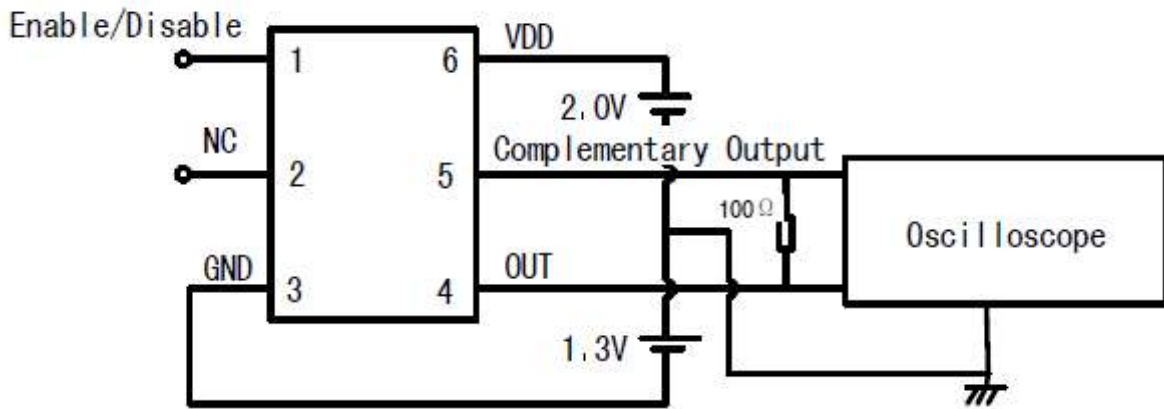 Enable/Disable
1
6
VDD
2.0V
NC
2
5
Complementary Output
100Ω
Oscilloscope
GND
3
4
OUT
1.3V